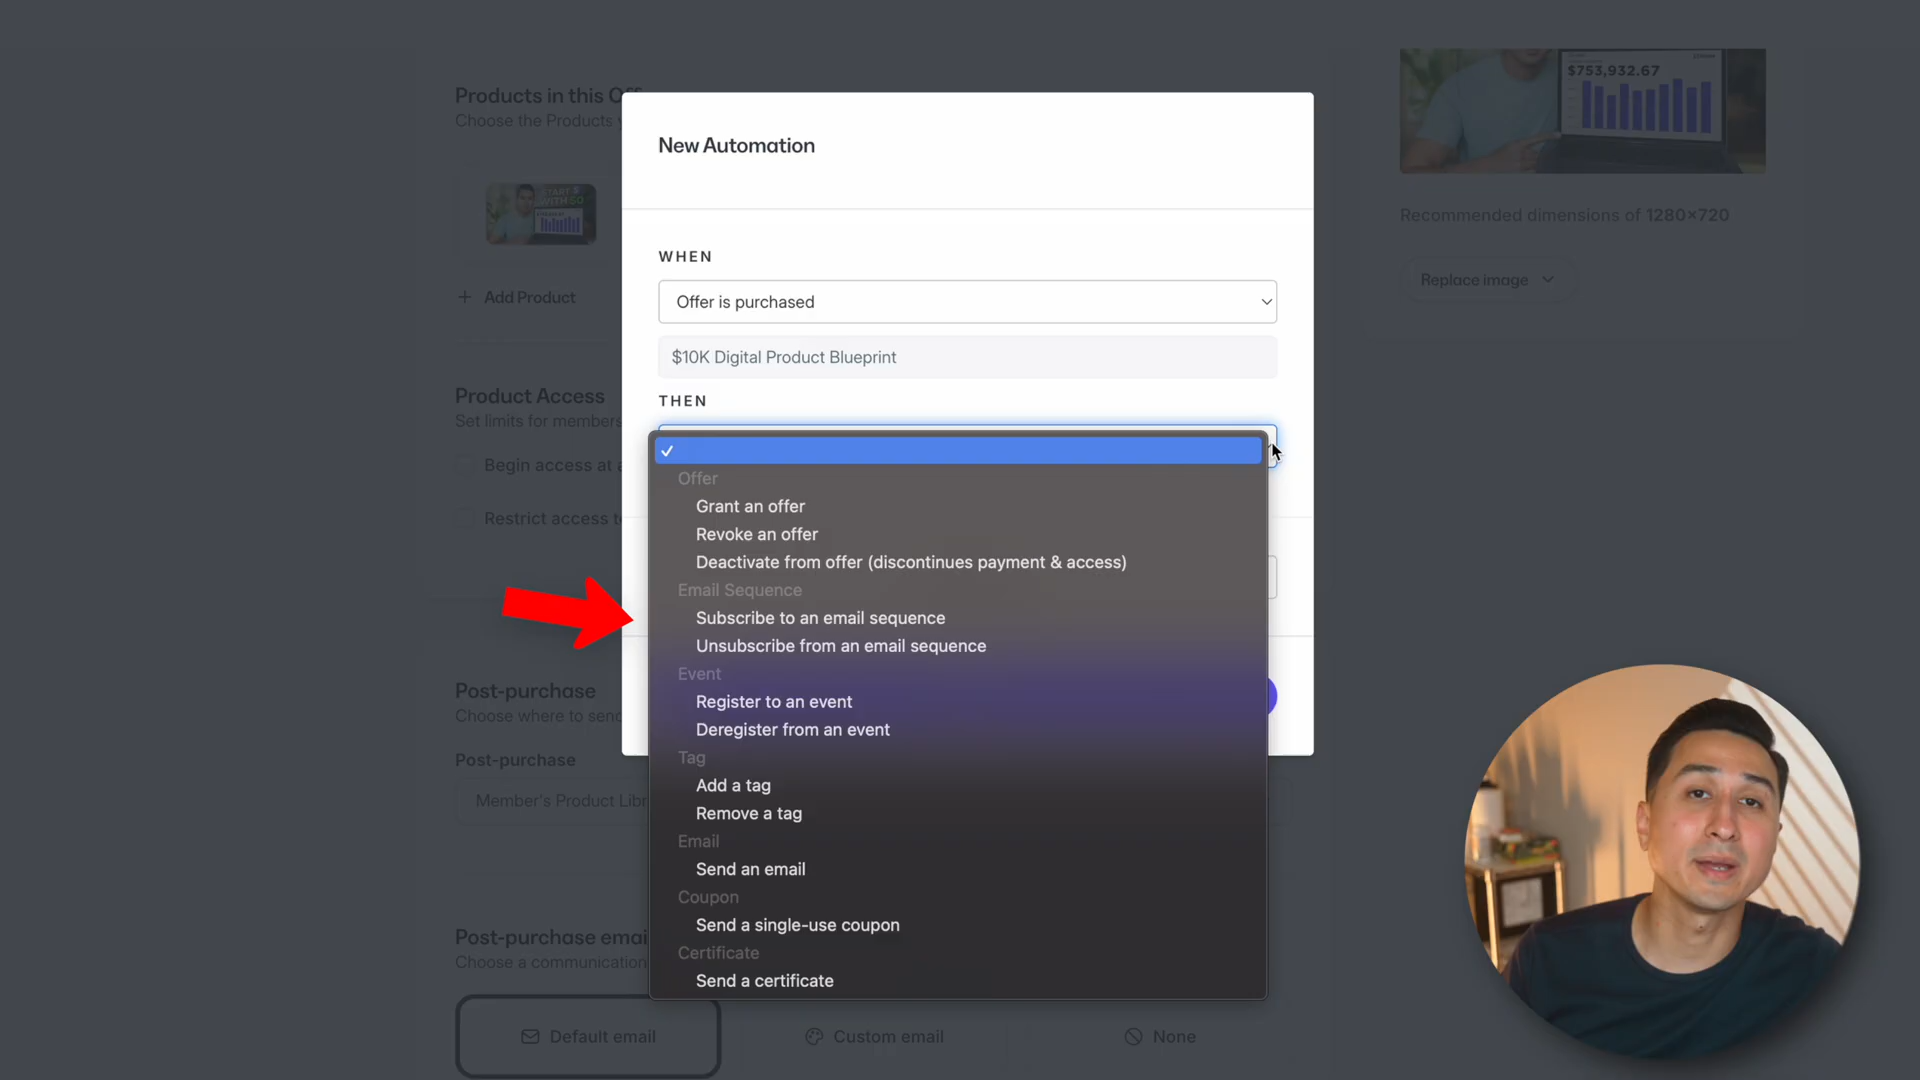 Products in this Of
Choose the Products y
START $
WITH $0
+ Add Product
Product Access
Set limits for members
Begin access at a
Restrict access to
Post-purchase
Choose where to send
Post-purchase
Member's Product Libr
Post-purchase emai
Choose a communication
Default email
Custom email
None
New Automation
WHEN
Offer is purchased
$10K Digital Product Blueprint
THEN
Offer
Grant an offer
Revoke an offer
Deactivate from offer (discontinues payment & access)
Email Sequence
Subscribe to an email sequence
Unsubscribe from an email sequence
Event
Register to an event
Deregister from an event
Tag
Add a tag
Remove a tag
Email
Send an email
Coupon
Send a single-use coupon
Certificate
Send a certificate
$753,932.67
Recommended dimensions of 1280×720
Replace image